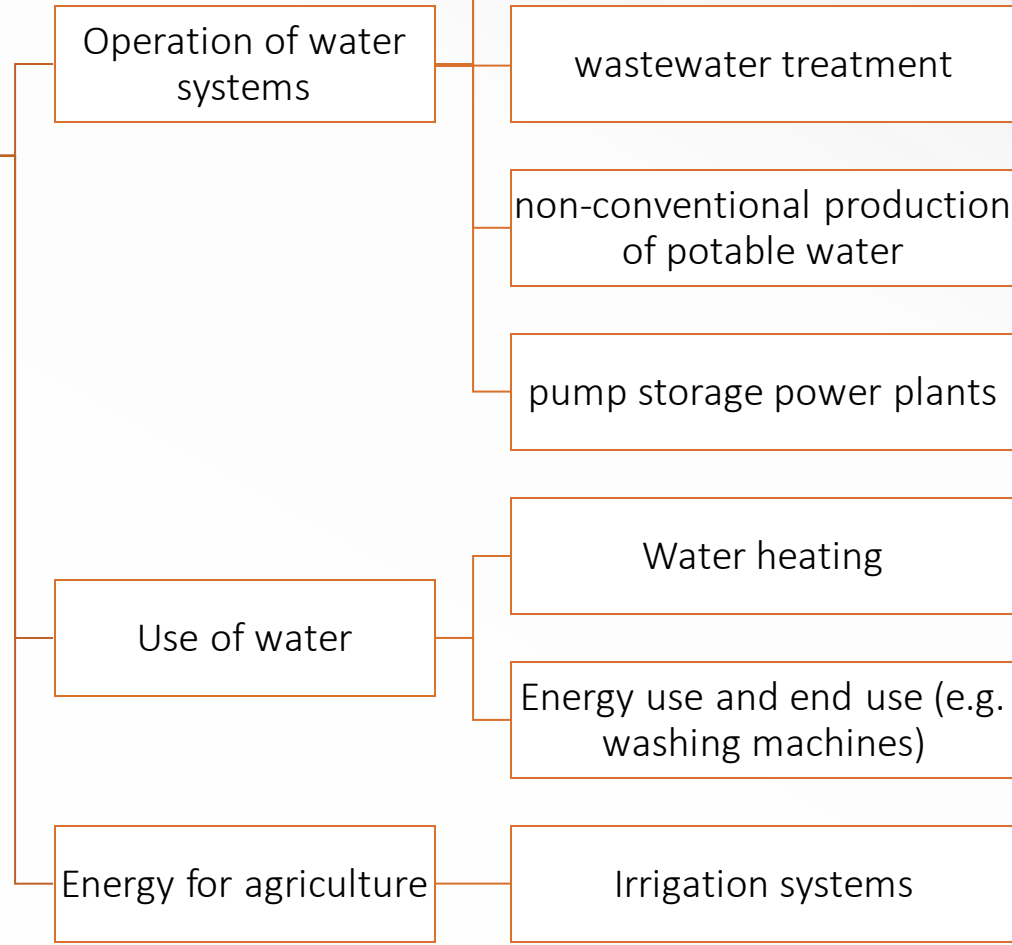 Operation of water
systems
wastewater treatment
non-conventional production
of potable water
pump storage power plants
Use of water
Water heating
Energy use and end use (e.g.
washing machines)
Energy for agriculture
Irrigation systems